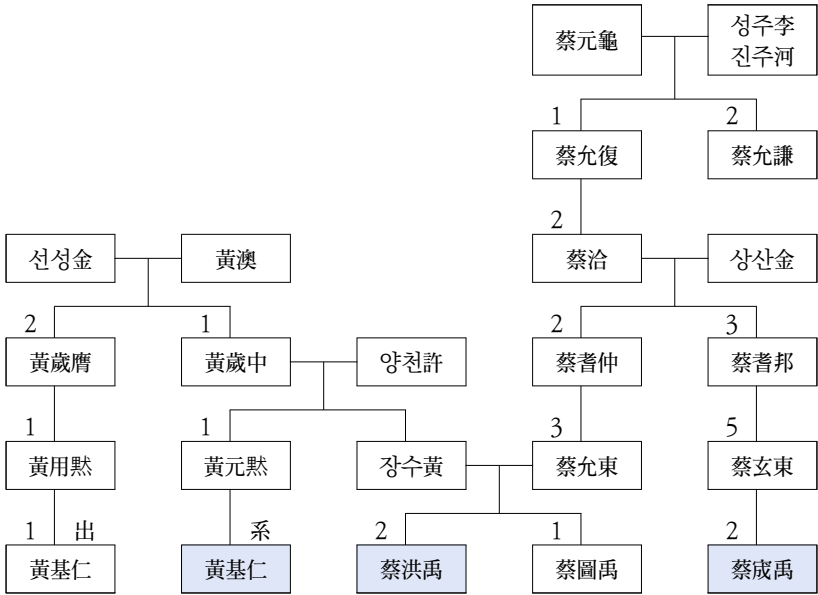 蔡元龜
성주李
진주河
1
2
蔡允復
蔡允謙
2
선성金
黃澳
蔡洽
상산金
2
1
2
3
黃歲膺
黃歲中
양천許
蔡耆仲
蔡耆邦
1
1
3
5
黃用黙
黃元黙
장수黃
蔡允東
蔡玄東
1 出
系
2
1
2
黃基仁
黃基仁
蔡洪禹
蔡圖禹
蔡成禹